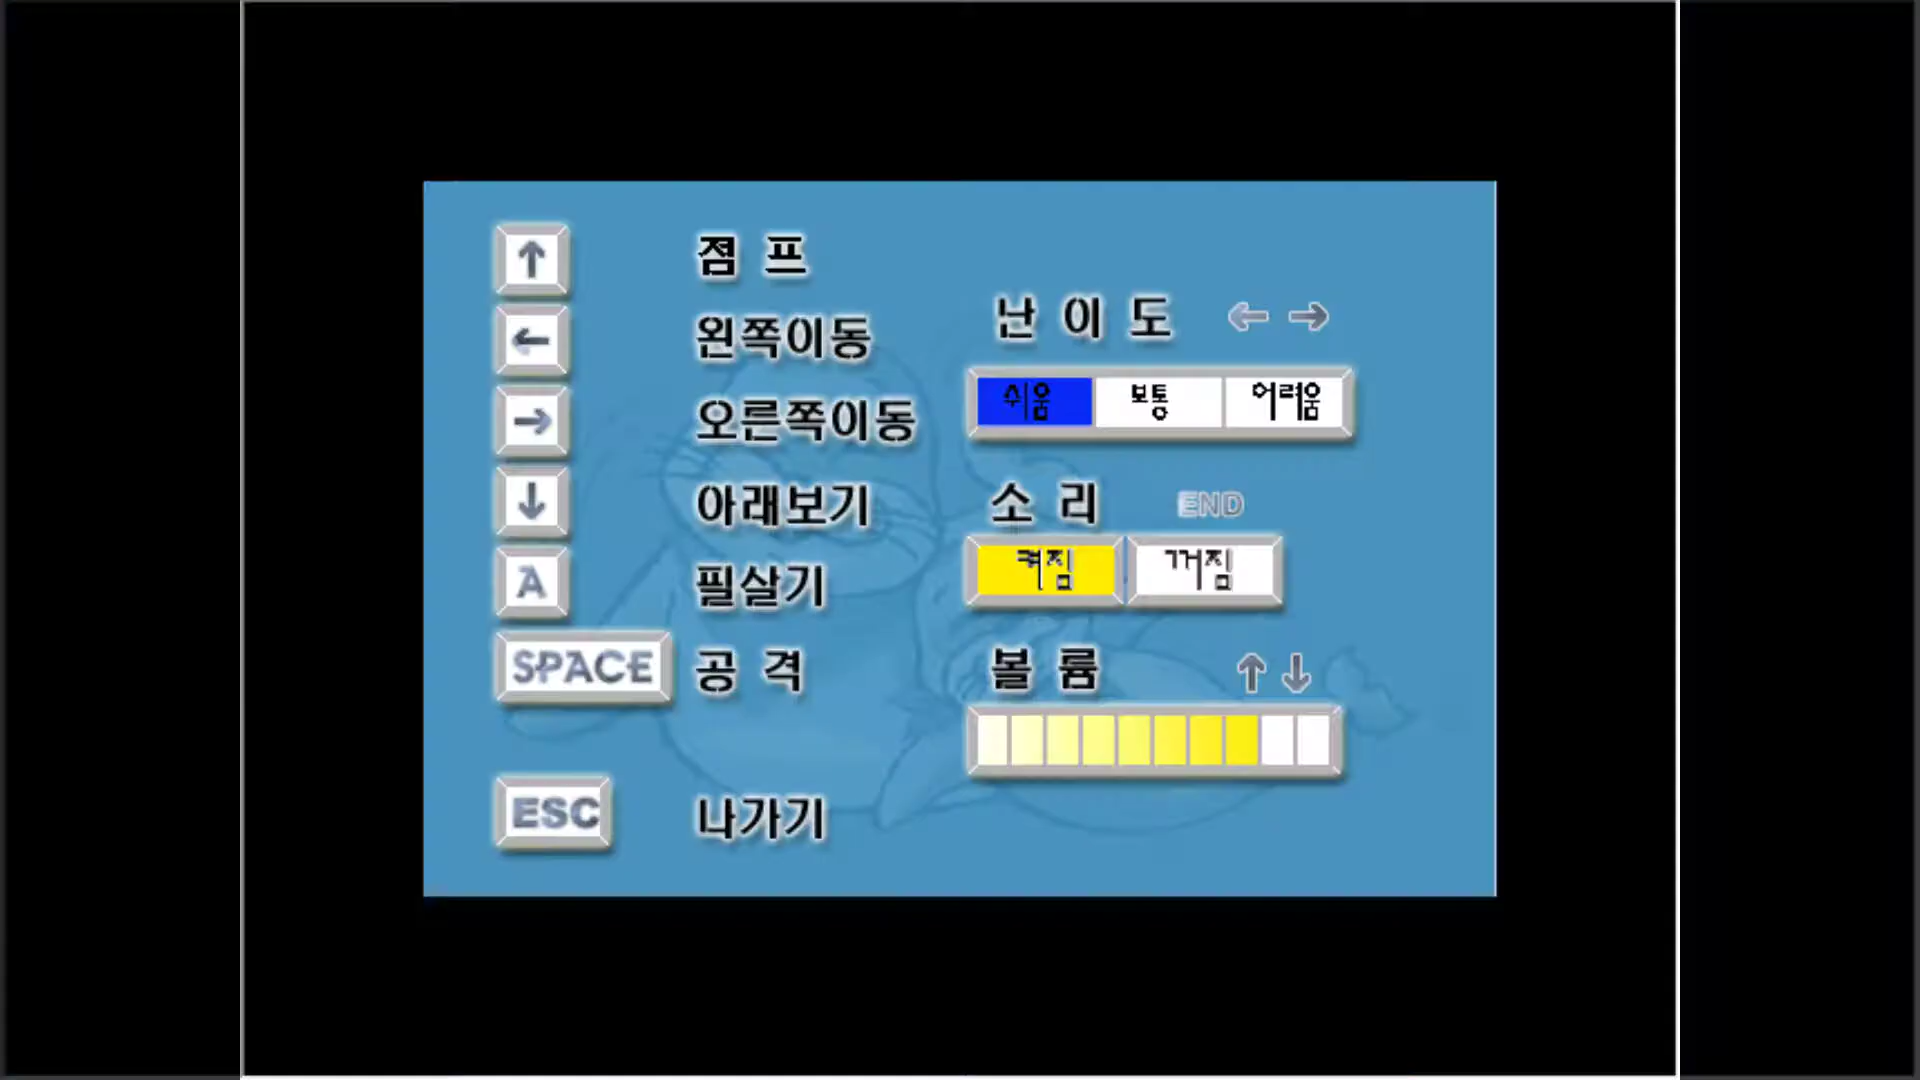 ↑ 점 프
← 왼쪽이동
→ 오른쪽이동
↓ 아래보기
A 필살기
SPACE 공 격
ESC 나가기
난 이 도 ← →
쉬움 보통 어려움
소 리 END
켜짐 꺼짐
볼 륨 ↑ ↓